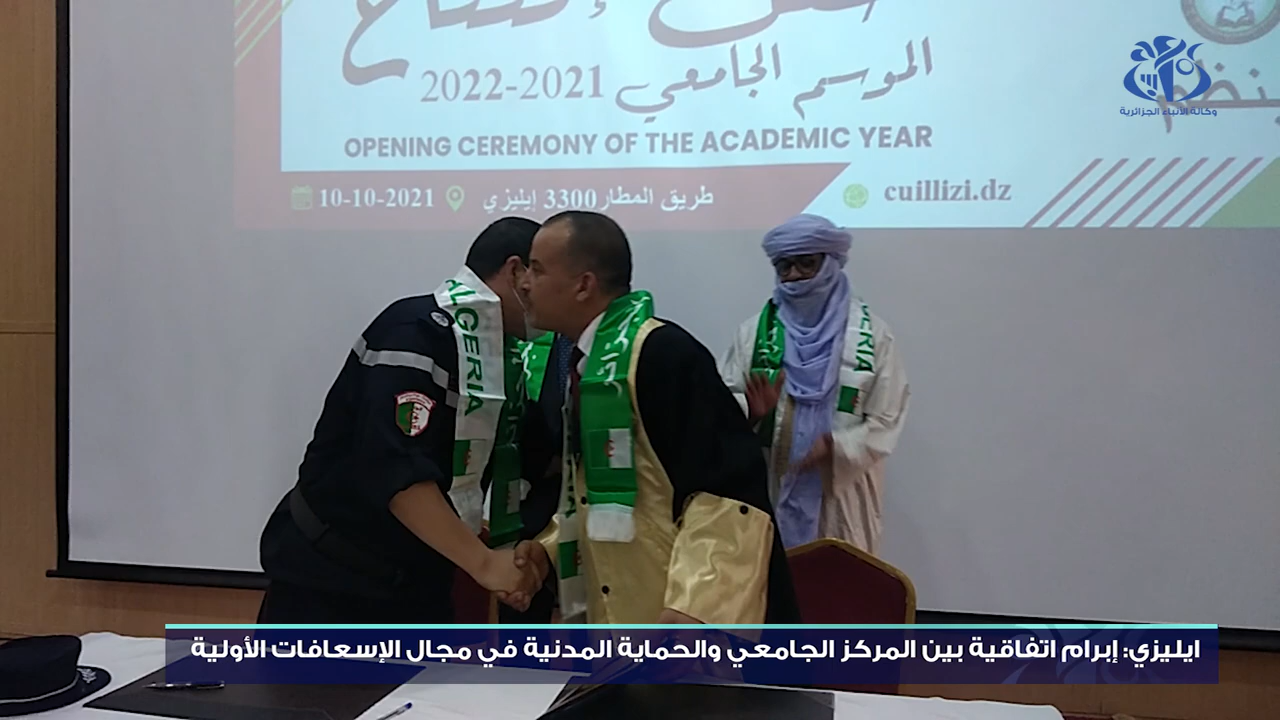 الموسم الجامعي 2021-2022
OPENING CEREMONY OF THE ACADEMIC YEAR
10-10-2021
طريق المطار 3300 إيليزي
cuillizi.dz
وكالة الأنباء الجزائرية
ALGERIA
الجزائر
ايليزي: إبرام اتفاقية بين المركز الجامعي والحماية المدنية في مجال الإسعافات الأولية